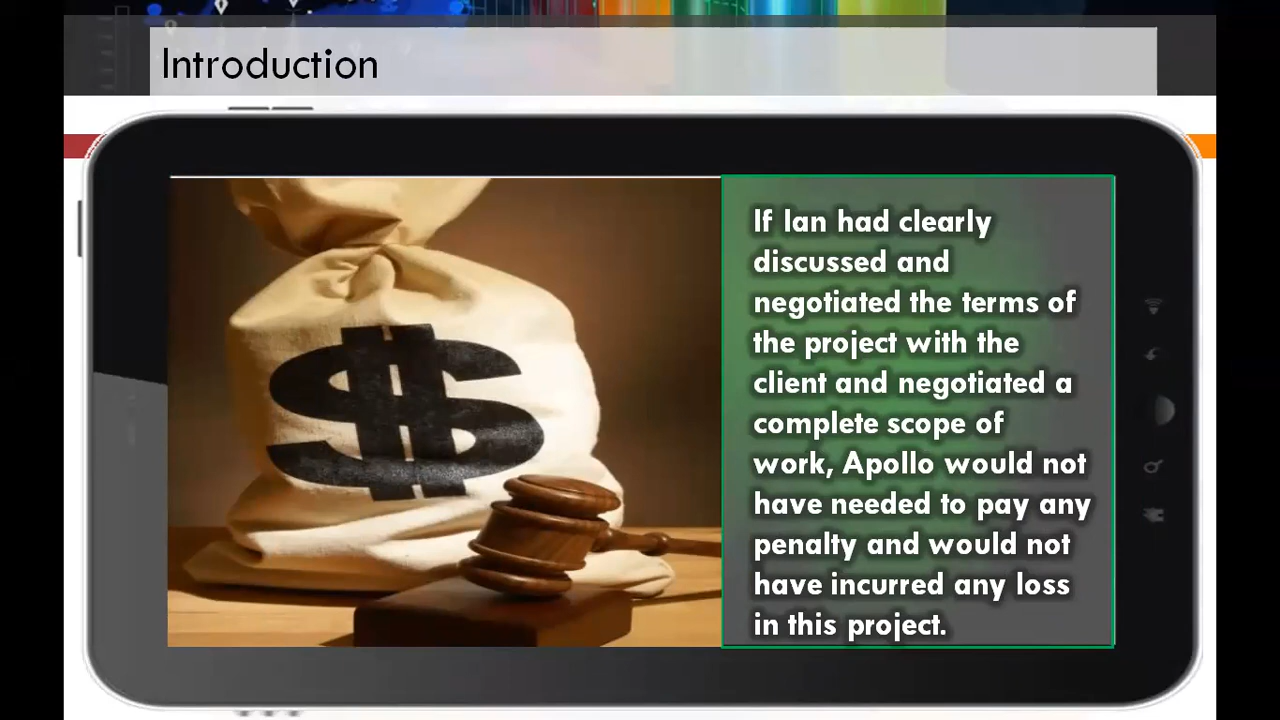 Introduction
If Ian had clearly
discussed and
negotiated the terms of
the project with the
client and negotiated a
complete scope of
work, Apollo would not
have needed to pay any
penalty and would not
have incurred any loss
in this project.
$